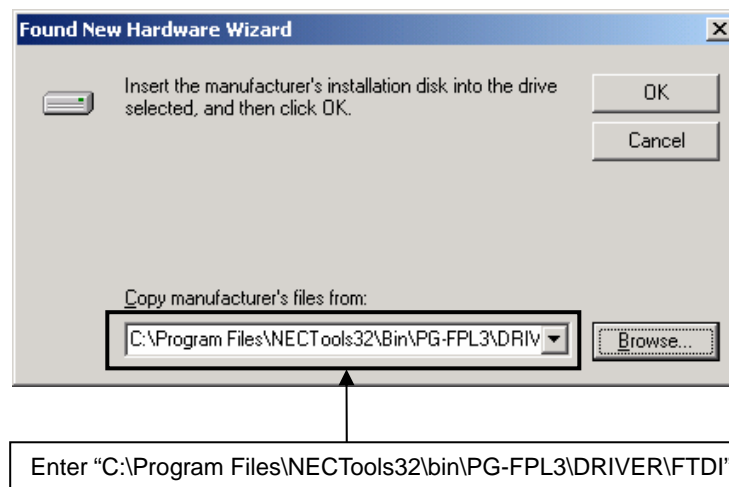 Found New Hardware Wizard
Insert the manufacturer's installation disk into the drive
selected, and then click OK.
OK
Cancel
Copy manufacturer's files from:
C:\Program Files\NECTools32\Bin\PG-FPL3\DRIV
Browse...
Enter “C:\Program Files\NECTools32\bin\PG-FPL3\DRIVER\FTDI”